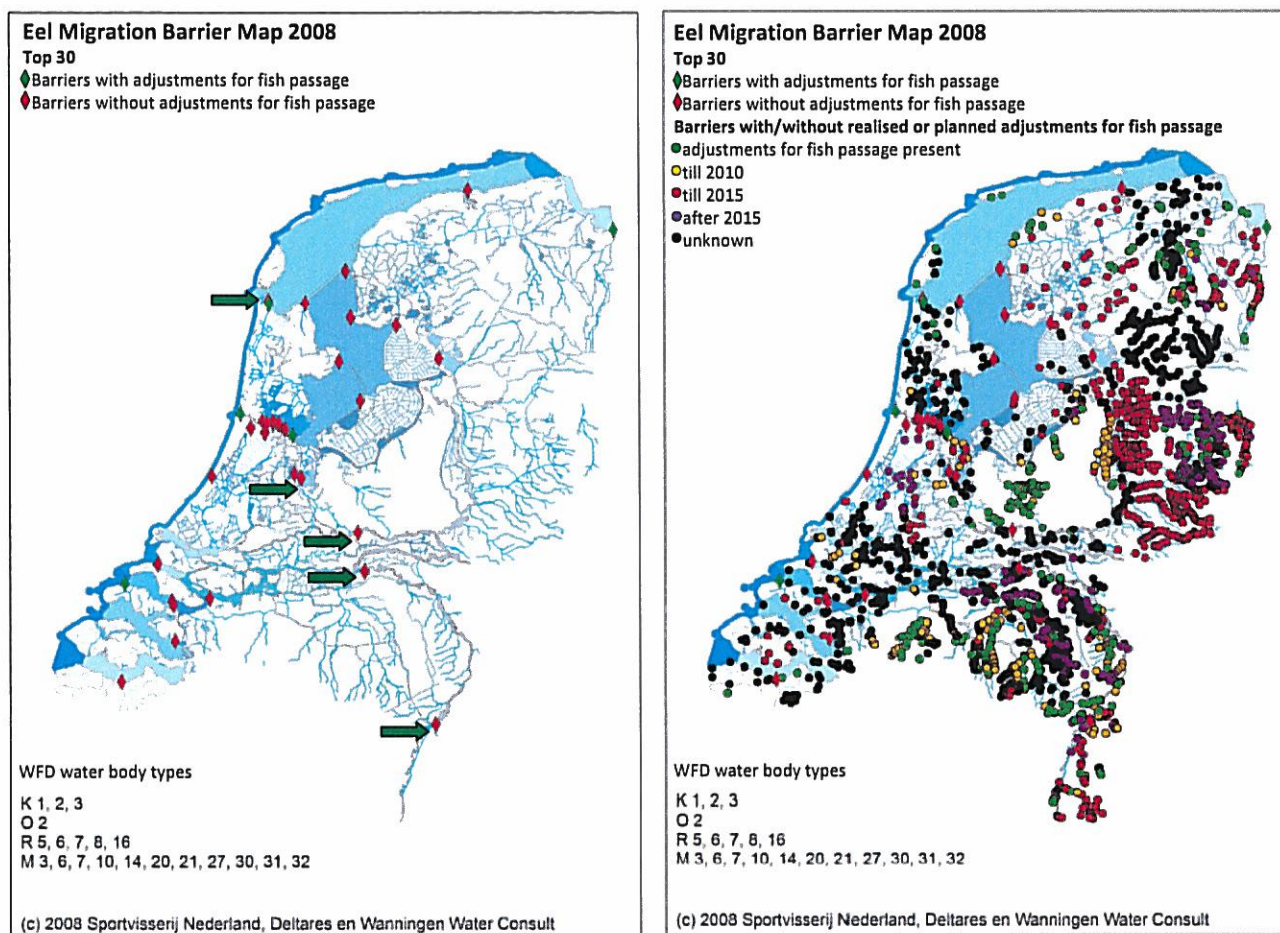 Eel Migration Barrier Map 2008
Top 30
Barriers with adjustments for fish passage
Barriers without adjustments for fish passage
WFD water body types
K 1, 2, 3
O 2
R 5, 6, 7, 8, 16
M 3, 6, 7, 10, 14, 20, 21, 27, 30, 31, 32
(c) 2008 Sportvisserij Nederland, Deltares en Wanningen Water Consult
Eel Migration Barrier Map 2008
Top 30
Barriers with adjustments for fish passage
Barriers without adjustments for fish passage
Barriers with/without realised or planned adjustments for fish passage
adjustments for fish passage present
till 2010
till 2015
after 2015
unknown
WFD water body types
K 1, 2, 3
O 2
R 5, 6, 7, 8, 16
M 3, 6, 7, 10, 14, 20, 21, 27, 30, 31, 32
(c) 2008 Sportvisserij Nederland, Deltares en Wanningen Water Consult